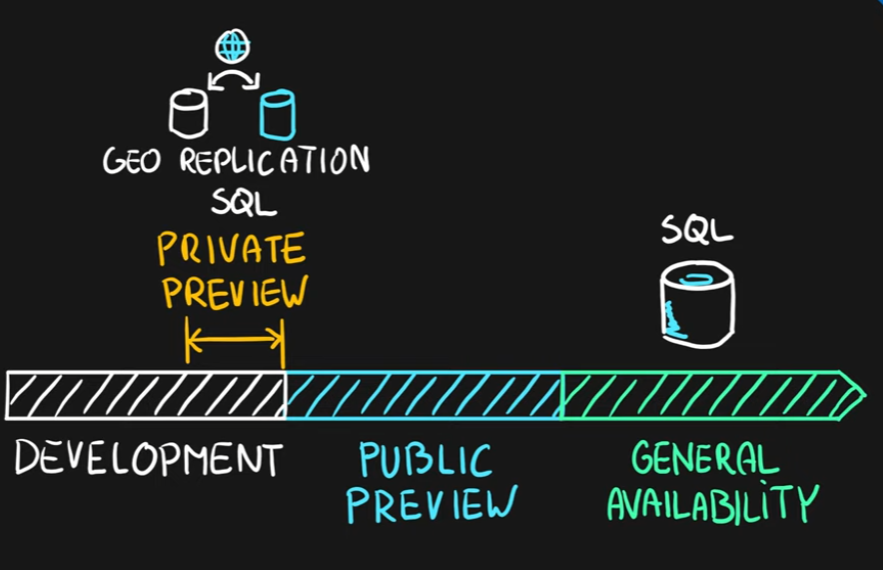 GEO REPLICATION
SQL
PRIVATE
PREVIEW
SQL
DEVELOPMENT
PUBLIC
PREVIEW
GENERAL
AVAILABILITY